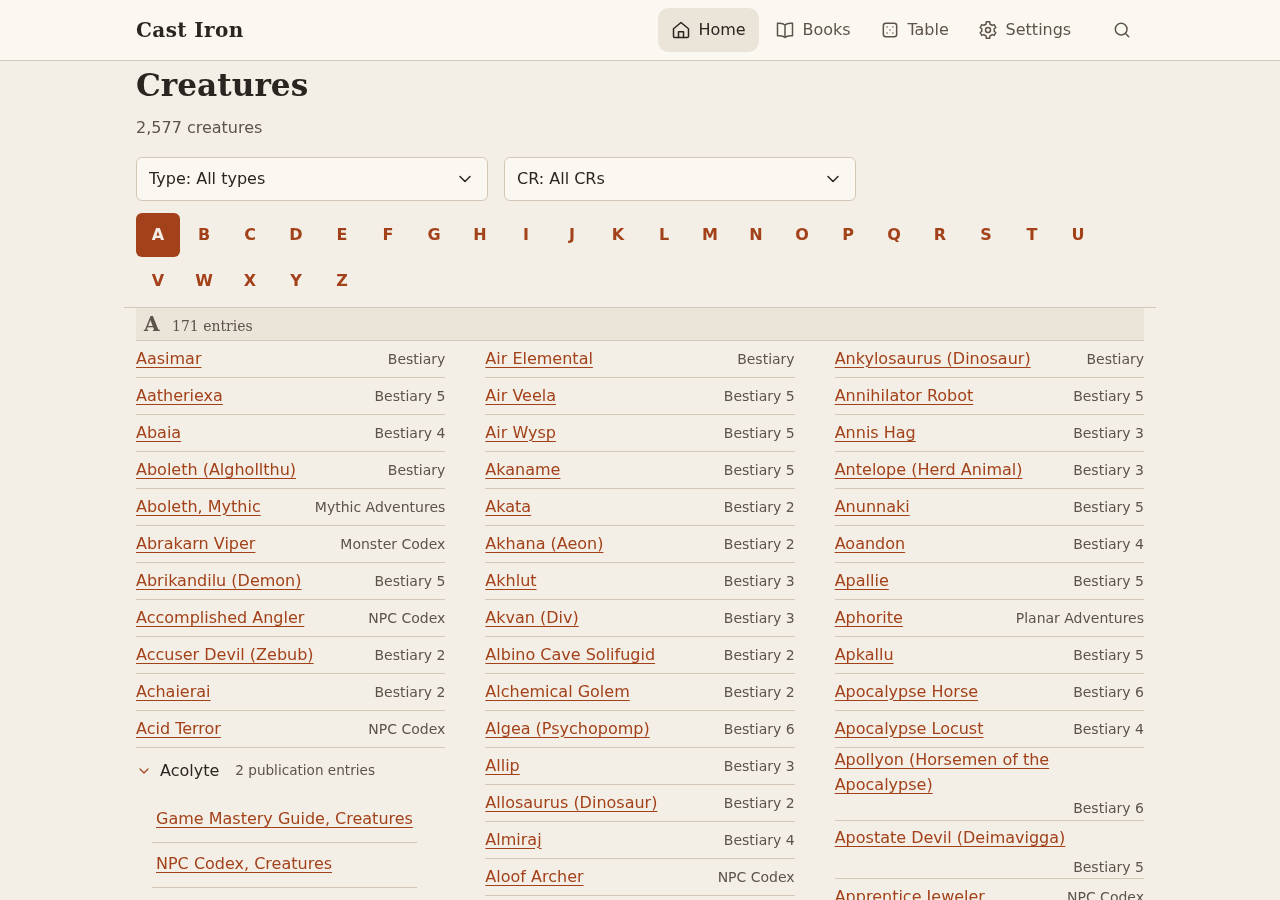 Cast Iron
Home
Books
Table
Settings
Creatures
2,577 creatures
Type: All types
CR: All CRs
A B C D E F G H I J K L M N O P Q R S T U
V W X Y Z
A 171 entries
Aasimar Bestiary
Aatheriexa Bestiary 5
Abaia Bestiary 4
Aboleth (Alghollthu) Bestiary
Aboleth, Mythic Mythic Adventures
Abrakarn Viper Monster Codex
Abrikandilu (Demon) Bestiary 5
Accomplished Angler NPC Codex
Accuser Devil (Zebub) Bestiary 2
Achaierai Bestiary 2
Acid Terror NPC Codex
Acolyte 2 publication entries
Game Mastery Guide, Creatures
NPC Codex, Creatures
Air Elemental Bestiary
Air Veela Bestiary 5
Air Wysp Bestiary 5
Akaname Bestiary 5
Akata Bestiary 2
Akhana (Aeon) Bestiary 2
Akhlut Bestiary 3
Akvan (Div) Bestiary 3
Albino Cave Solifugid Bestiary 2
Alchemical Golem Bestiary 2
Algea (Psychopomp) Bestiary 6
Allip Bestiary 3
Allosaurus (Dinosaur) Bestiary 2
Almiraj Bestiary 4
Aloof Archer NPC Codex
Ankylosaurus (Dinosaur) Bestiary
Annihilator Robot Bestiary 5
Annis Hag Bestiary 3
Antelope (Herd Animal) Bestiary 3
Anunnaki Bestiary 5
Aoandon Bestiary 4
Apallie Bestiary 5
Aphorite Planar Adventures
Apkallu Bestiary 5
Apocalypse Horse Bestiary 6
Apocalypse Locust Bestiary 4
Apollyon (Horsemen of the
Apocalypse)
Bestiary 6
Apostate Devil (Deimavigga)
Bestiary 5
Apprentice Jeweler NPC Codex